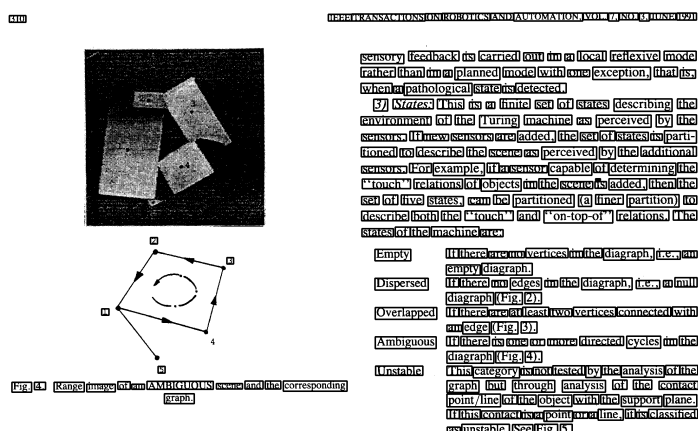 310
IEEE TRANSACTIONS ON ROBOTICS AND AUTOMATION, VOL. 7, NO. 3, JUNE 1991
2
3
1
4
5
Fig. 4. Range image of an AMBIGUOUS scene and the corresponding
graph.
sensory feedback is carried out in a local reflexive mode
rather than in a planned mode with one exception, that is,
when a pathological state is detected.
3) States: This is a finite set of states describing the
environment of the Turing machine as perceived by the
sensors. If new sensors are added, the set of states is parti-
tioned to describe the scene as perceived by the additional
sensors. For example, if a sensor capable of determining the
"touch" relations of objects in the scene is added, then the
set of five states, can be partitioned (a finer partition) to
describe both the "touch" and "on-top-of" relations. The
states of the machine are:
Empty If there are no vertices in the diagraph, i.e., an
empty diagraph.
Dispersed If there no edges in the diagraph, i.e., a null
diagraph (Fig. 2).
Overlapped If there are at least two vertices connected with
an edge (Fig. 3).
Ambiguous If there is one or more directed cycles in the
diagraph (Fig. 4).
Unstable This category is not tested by the analysis of the
graph but through analysis of the contact
point/line of the object with the support plane.
If this contact is a point or a line, it is classified
as unstable. See Fig. 5.